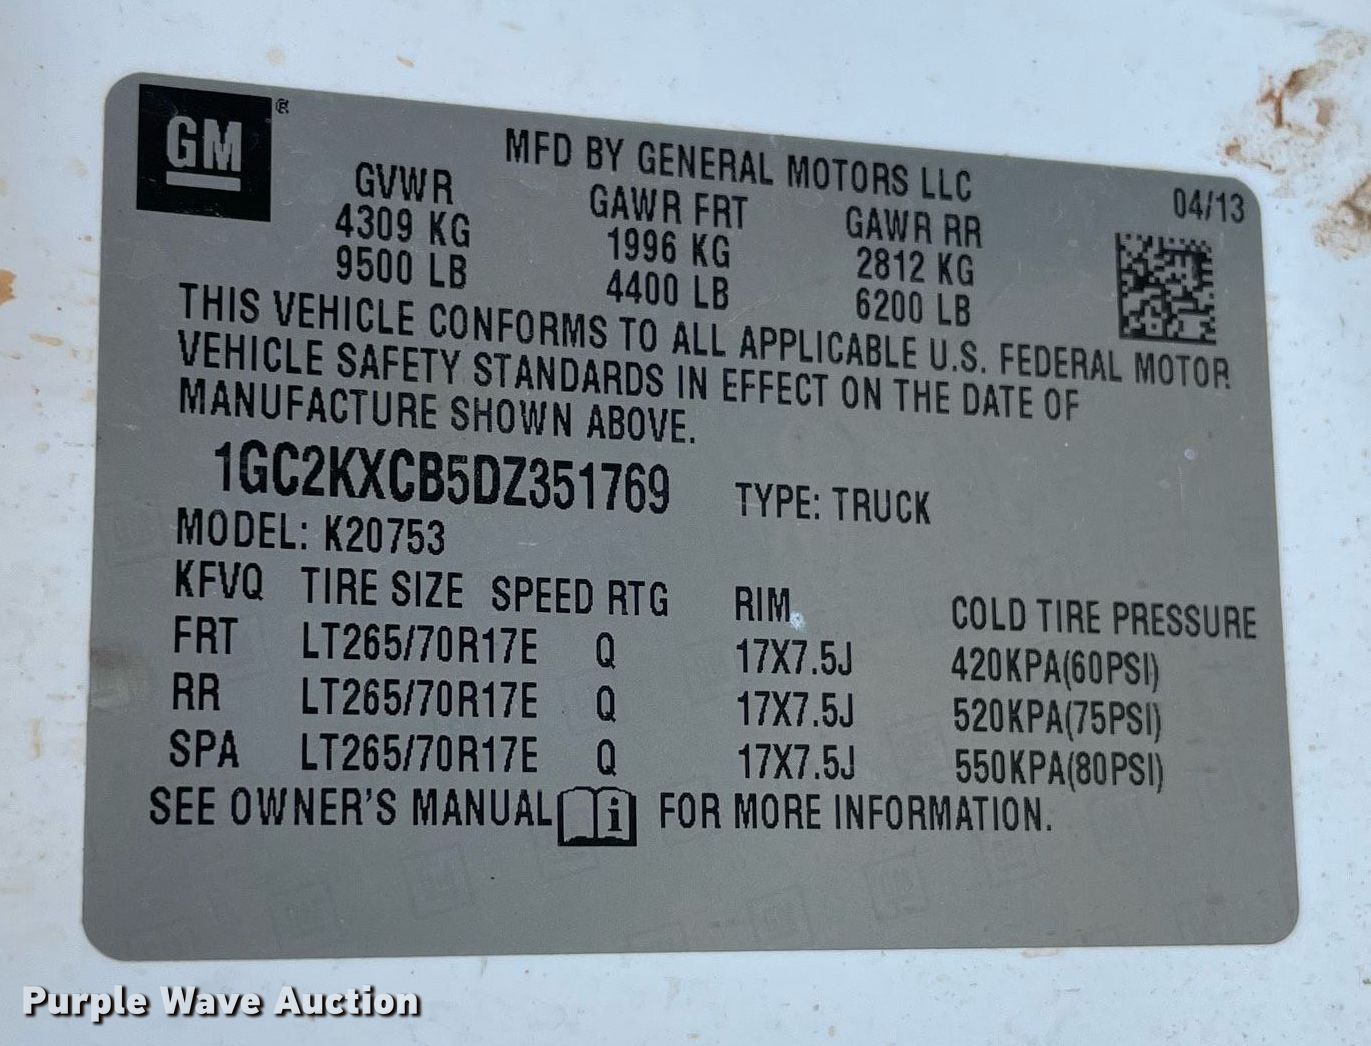 GM ®
MFD BY GENERAL MOTORS LLC
04/13
GVWR GAWR FRT GAWR RR
4309 KG 1996 KG 2812 KG
9500 LB 4400 LB 6200 LB
THIS VEHICLE CONFORMS TO ALL APPLICABLE U.S. FEDERAL MOTOR
VEHICLE SAFETY STANDARDS IN EFFECT ON THE DATE OF
MANUFACTURE SHOWN ABOVE.
1GC2KXCB5DZ351769 TYPE: TRUCK
MODEL: K20753
KFVQ TIRE SIZE SPEED RTG RIM COLD TIRE PRESSURE
FRT LT265/70R17E Q 17X7.5J 420KPA(60PSI)
RR LT265/70R17E Q 17X7.5J 520KPA(75PSI)
SPA LT265/70R17E Q 17X7.5J 550KPA(80PSI)
SEE OWNER'S MANUAL i FOR MORE INFORMATION.
Purple Wave Auction